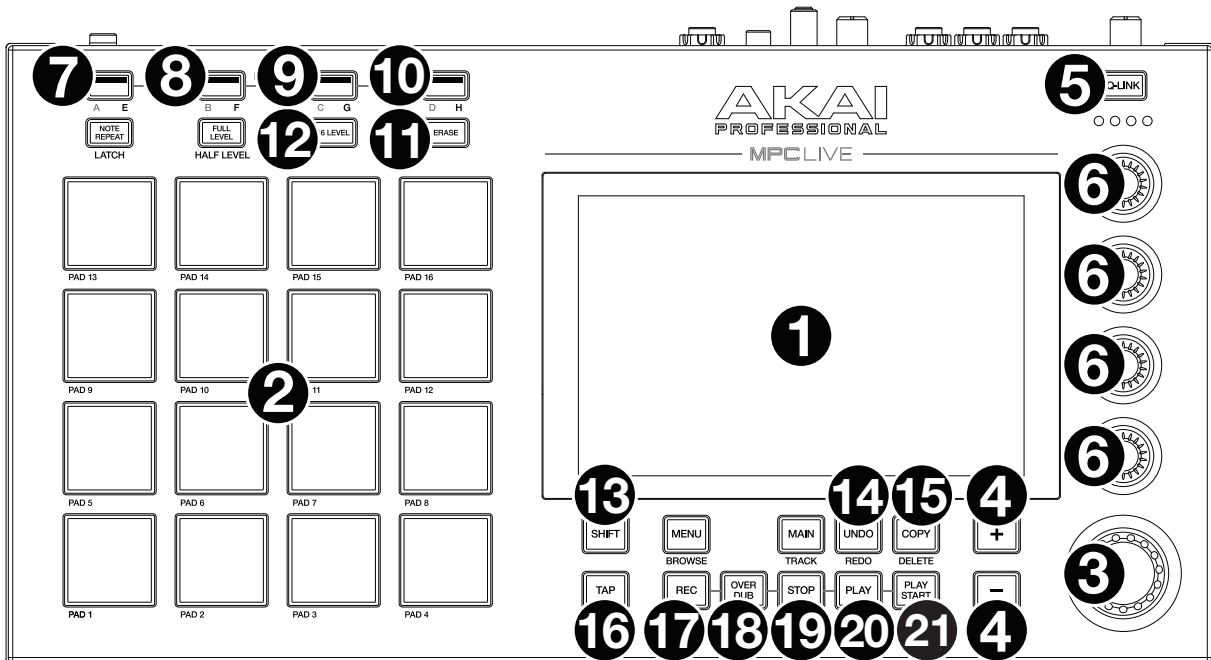 7 8 9 10 5 Q-LINK
A E B F C G D H
AKAI
PROFESSIONAL
MPC LIVE
NOTE REPEAT FULL LEVEL 12 6 LEVEL 11 ERASE
LATCH HALF LEVEL
6
PAD 13 PAD 14 PAD 15 PAD 16
6
1
6
PAD 9 PAD 10 2 11 PAD 12
6
PAD 5 PAD 6 PAD 7 PAD 8
13 14 15 4
SHIFT MENU MAIN UNDO COPY +
BROWSE TRACK REDO DELETE
3
TAP REC OVER DUB STOP PLAY PLAY START −
PAD 1 PAD 2 PAD 3 PAD 4
16 17 18 19 20 21 4